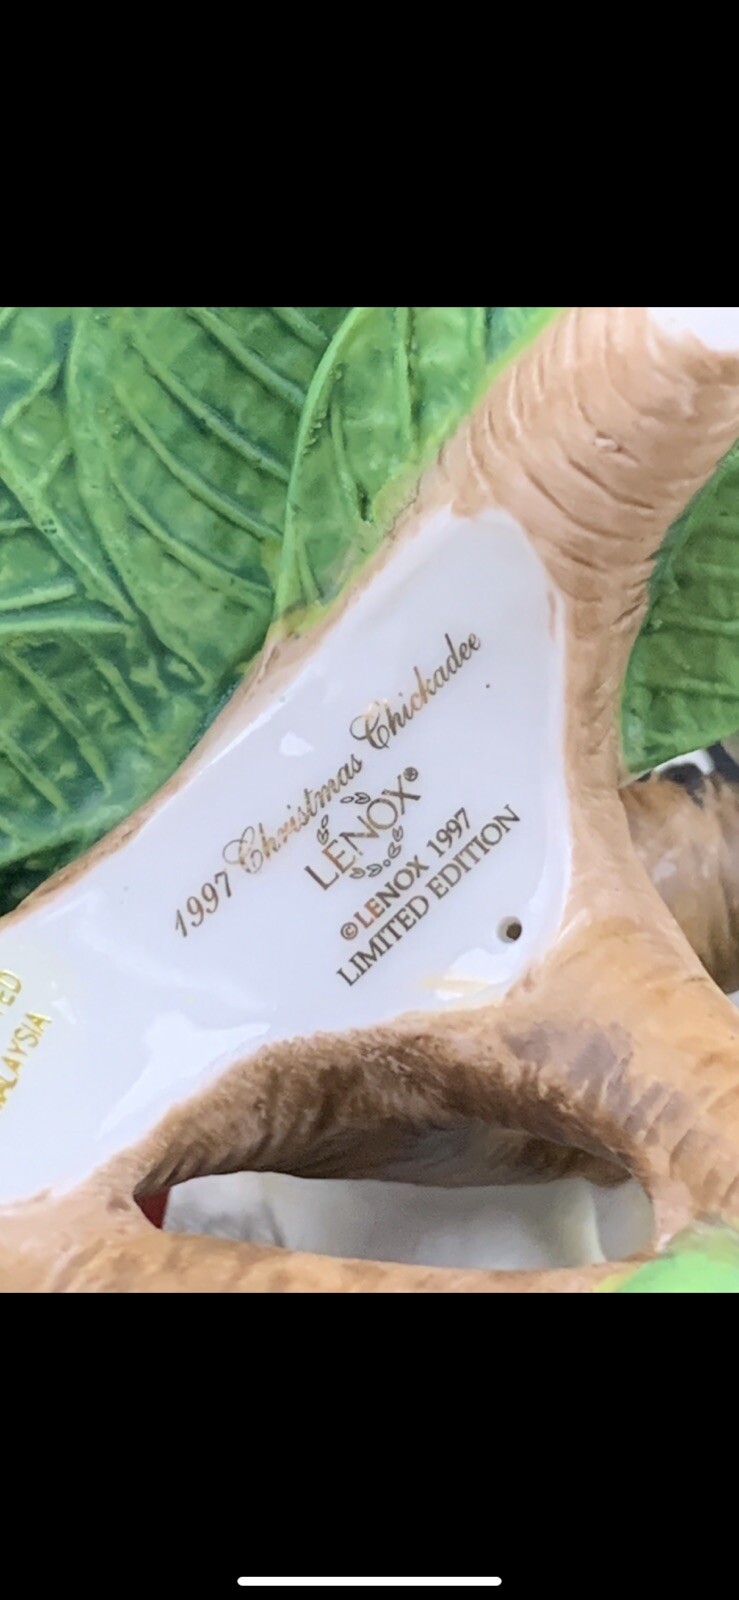 1997 Christmas Chickadee
LENOX®
©LENOX 1997
LIMITED EDITION